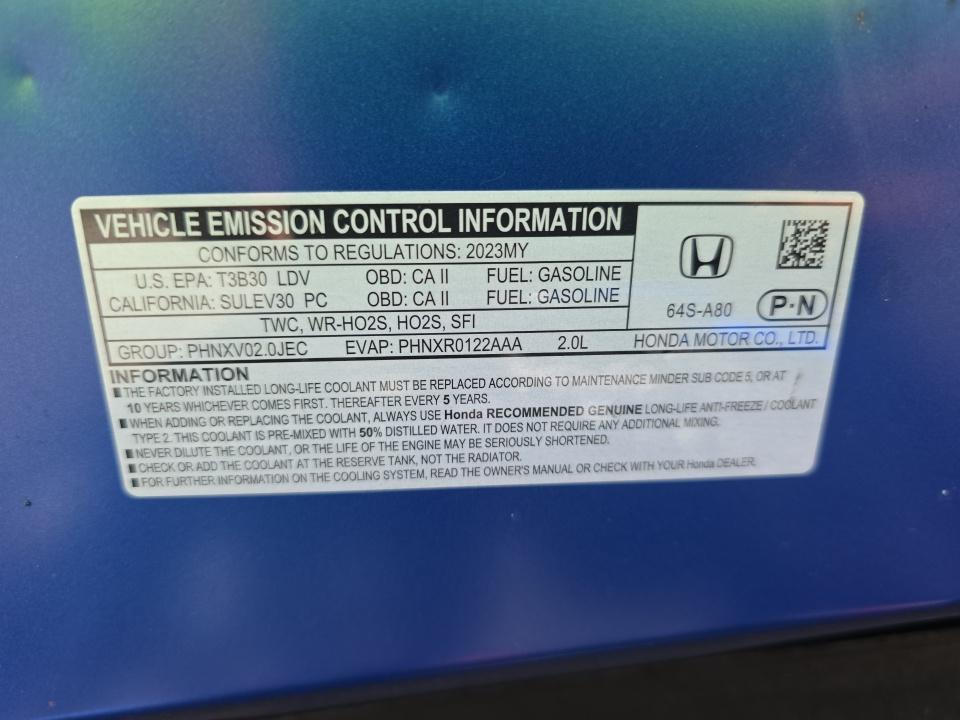 VEHICLE EMISSION CONTROL INFORMATION
CONFORMS TO REGULATIONS: 2023MY
U.S. EPA: T3B30 LDV OBD: CA II FUEL: GASOLINE
CALIFORNIA: SULEV30 PC OBD: CA II FUEL: GASOLINE
TWC, WR-HO2S, HO2S, SFI
64S-A80 P·N
GROUP: PHNXV02.0JEC EVAP: PHNXR0122AAA 2.0L HONDA MOTOR CO., LTD.
INFORMATION
■ THE FACTORY INSTALLED LONG-LIFE COOLANT MUST BE REPLACED ACCORDING TO MAINTENANCE MINDER SUB CODE 5, OR AT
10 YEARS WHICHEVER COMES FIRST. THEREAFTER EVERY 5 YEARS.
■ WHEN ADDING OR REPLACING THE COOLANT, ALWAYS USE Honda RECOMMENDED GENUINE LONG-LIFE ANTI-FREEZE / COOLANT
TYPE 2. THIS COOLANT IS PRE-MIXED WITH 50% DISTILLED WATER. IT DOES NOT REQUIRE ANY ADDITIONAL MIXING.
■ NEVER DILUTE THE COOLANT, OR THE LIFE OF THE ENGINE MAY BE SERIOUSLY SHORTENED.
■ CHECK OR ADD THE COOLANT AT THE RESERVE TANK, NOT THE RADIATOR.
■ FOR FURTHER INFORMATION ON THE COOLING SYSTEM, READ THE OWNER'S MANUAL OR CHECK WITH YOUR Honda DEALER.